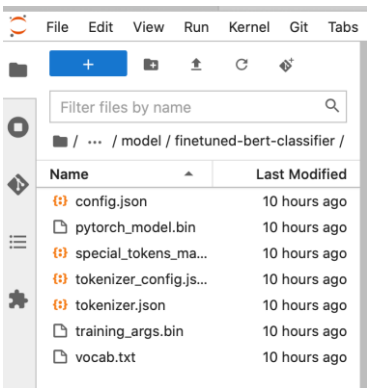 File Edit View Run Kernel Git Tabs
+
Filter files by name
/ ... / model / finetuned-bert-classifier /
Name Last Modified
{:} config.json 10 hours ago
pytorch_model.bin 10 hours ago
{:} special_tokens_ma... 10 hours ago
{:} tokenizer_config.js... 10 hours ago
{:} tokenizer.json 10 hours ago
training_args.bin 10 hours ago
vocab.txt 10 hours ago